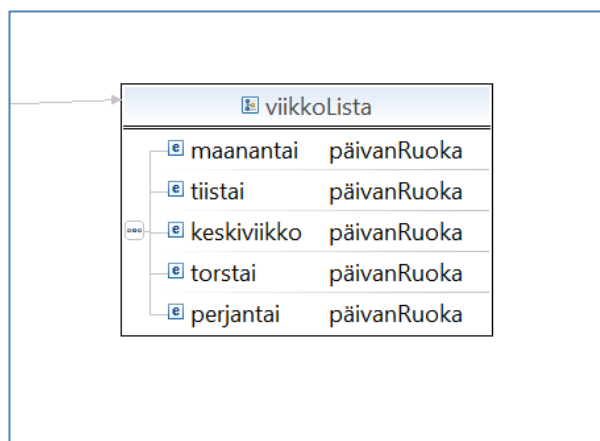 viikkoLista
e maanantai päivanRuoka
e tiistai päivanRuoka
e keskiviikko päivanRuoka
e torstai päivanRuoka
e perjantai päivanRuoka